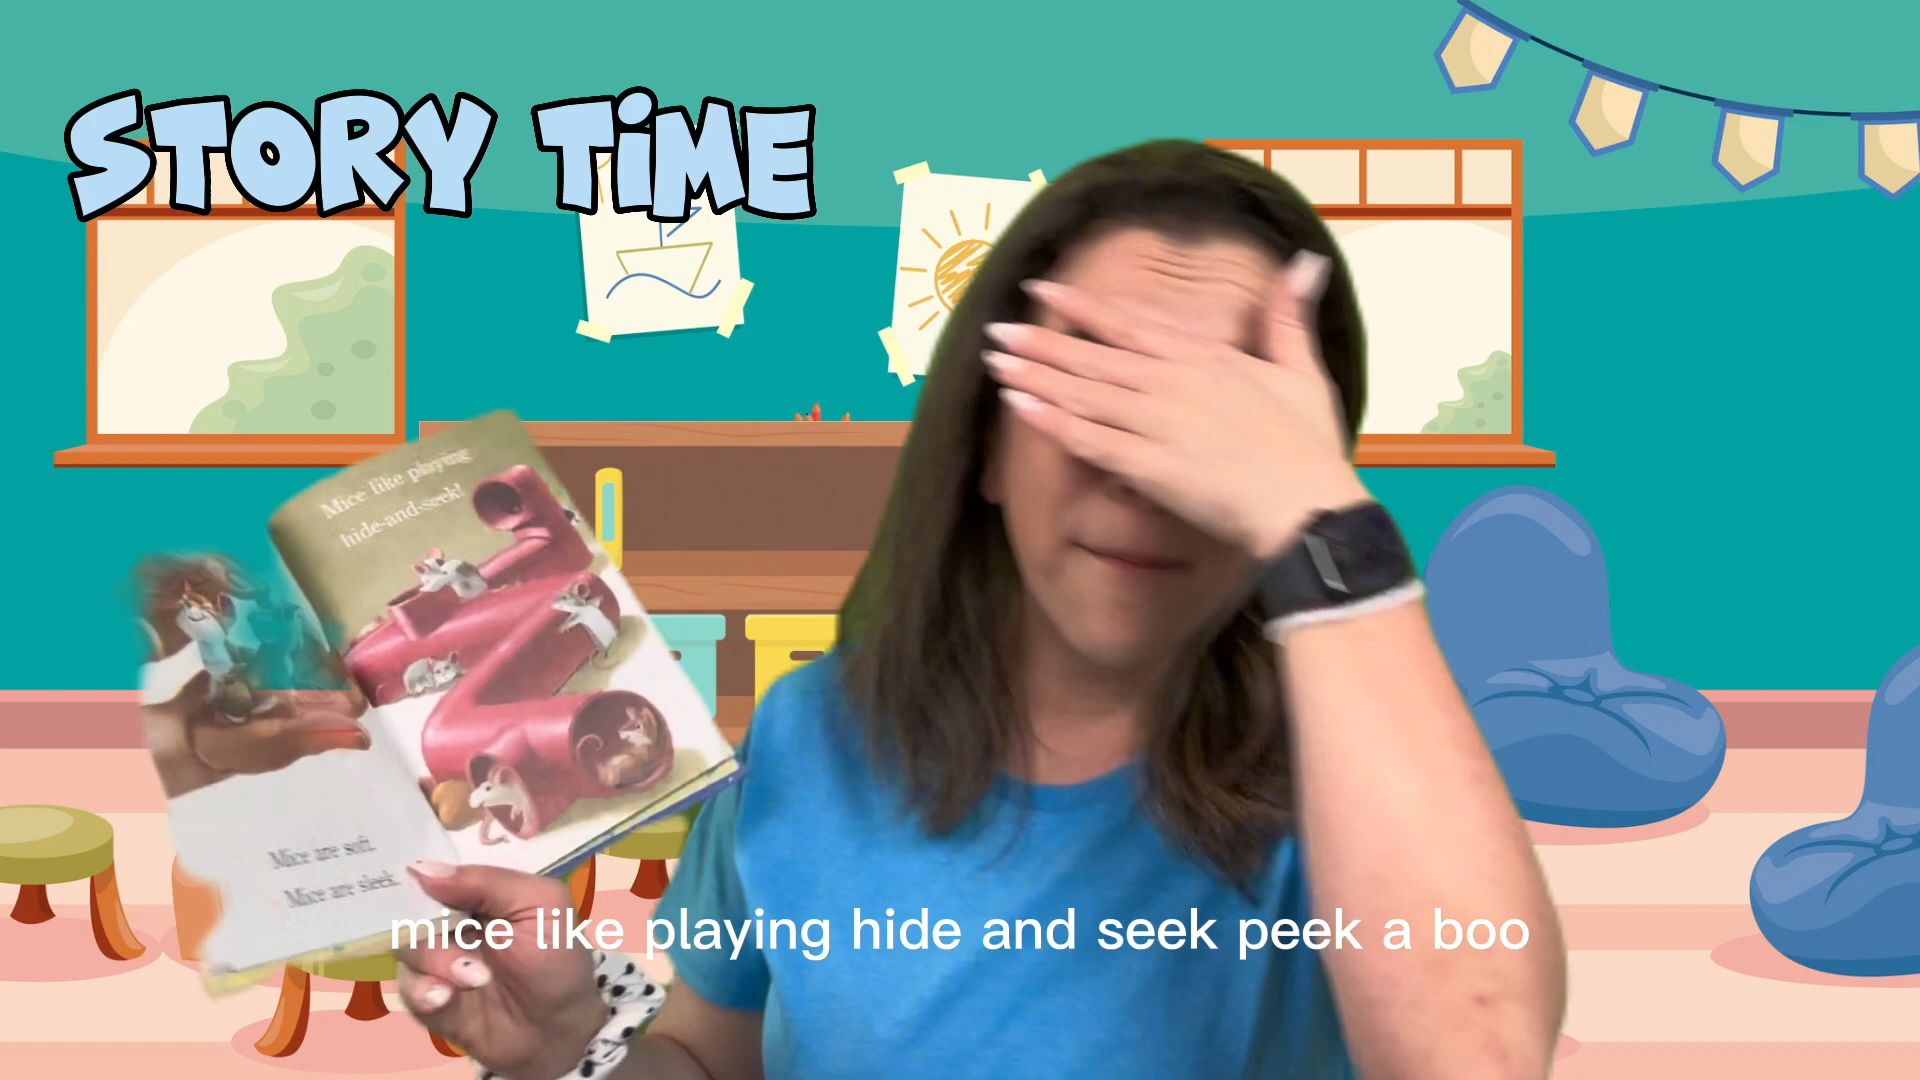 STORY TiME
Mice like playing
hide-and-seek!
Mice are soft.
Mice are sleek.
mice like playing hide and seek peek a boo